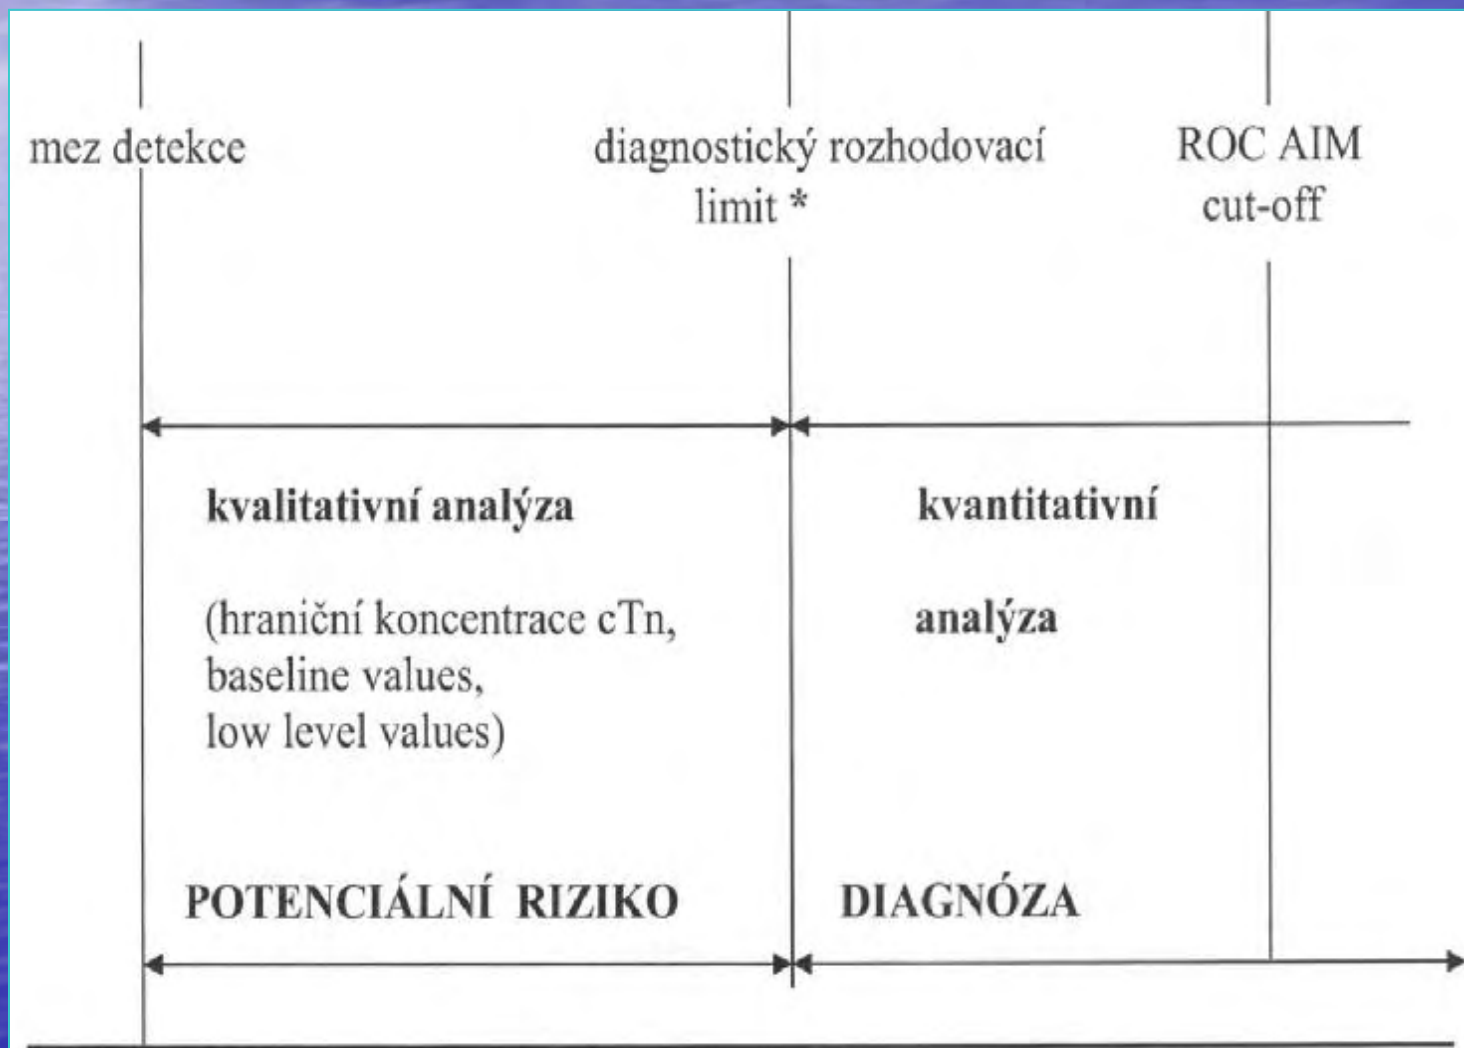 mez detekce
diagnostický rozhodovací
limit *
ROC AIM
cut-off
kvalitativní analýza
(hraniční koncentrace cTn,
baseline values,
low level values)
kvantitativní
analýza
POTENCIÁLNÍ RIZIKO
DIAGNÓZA